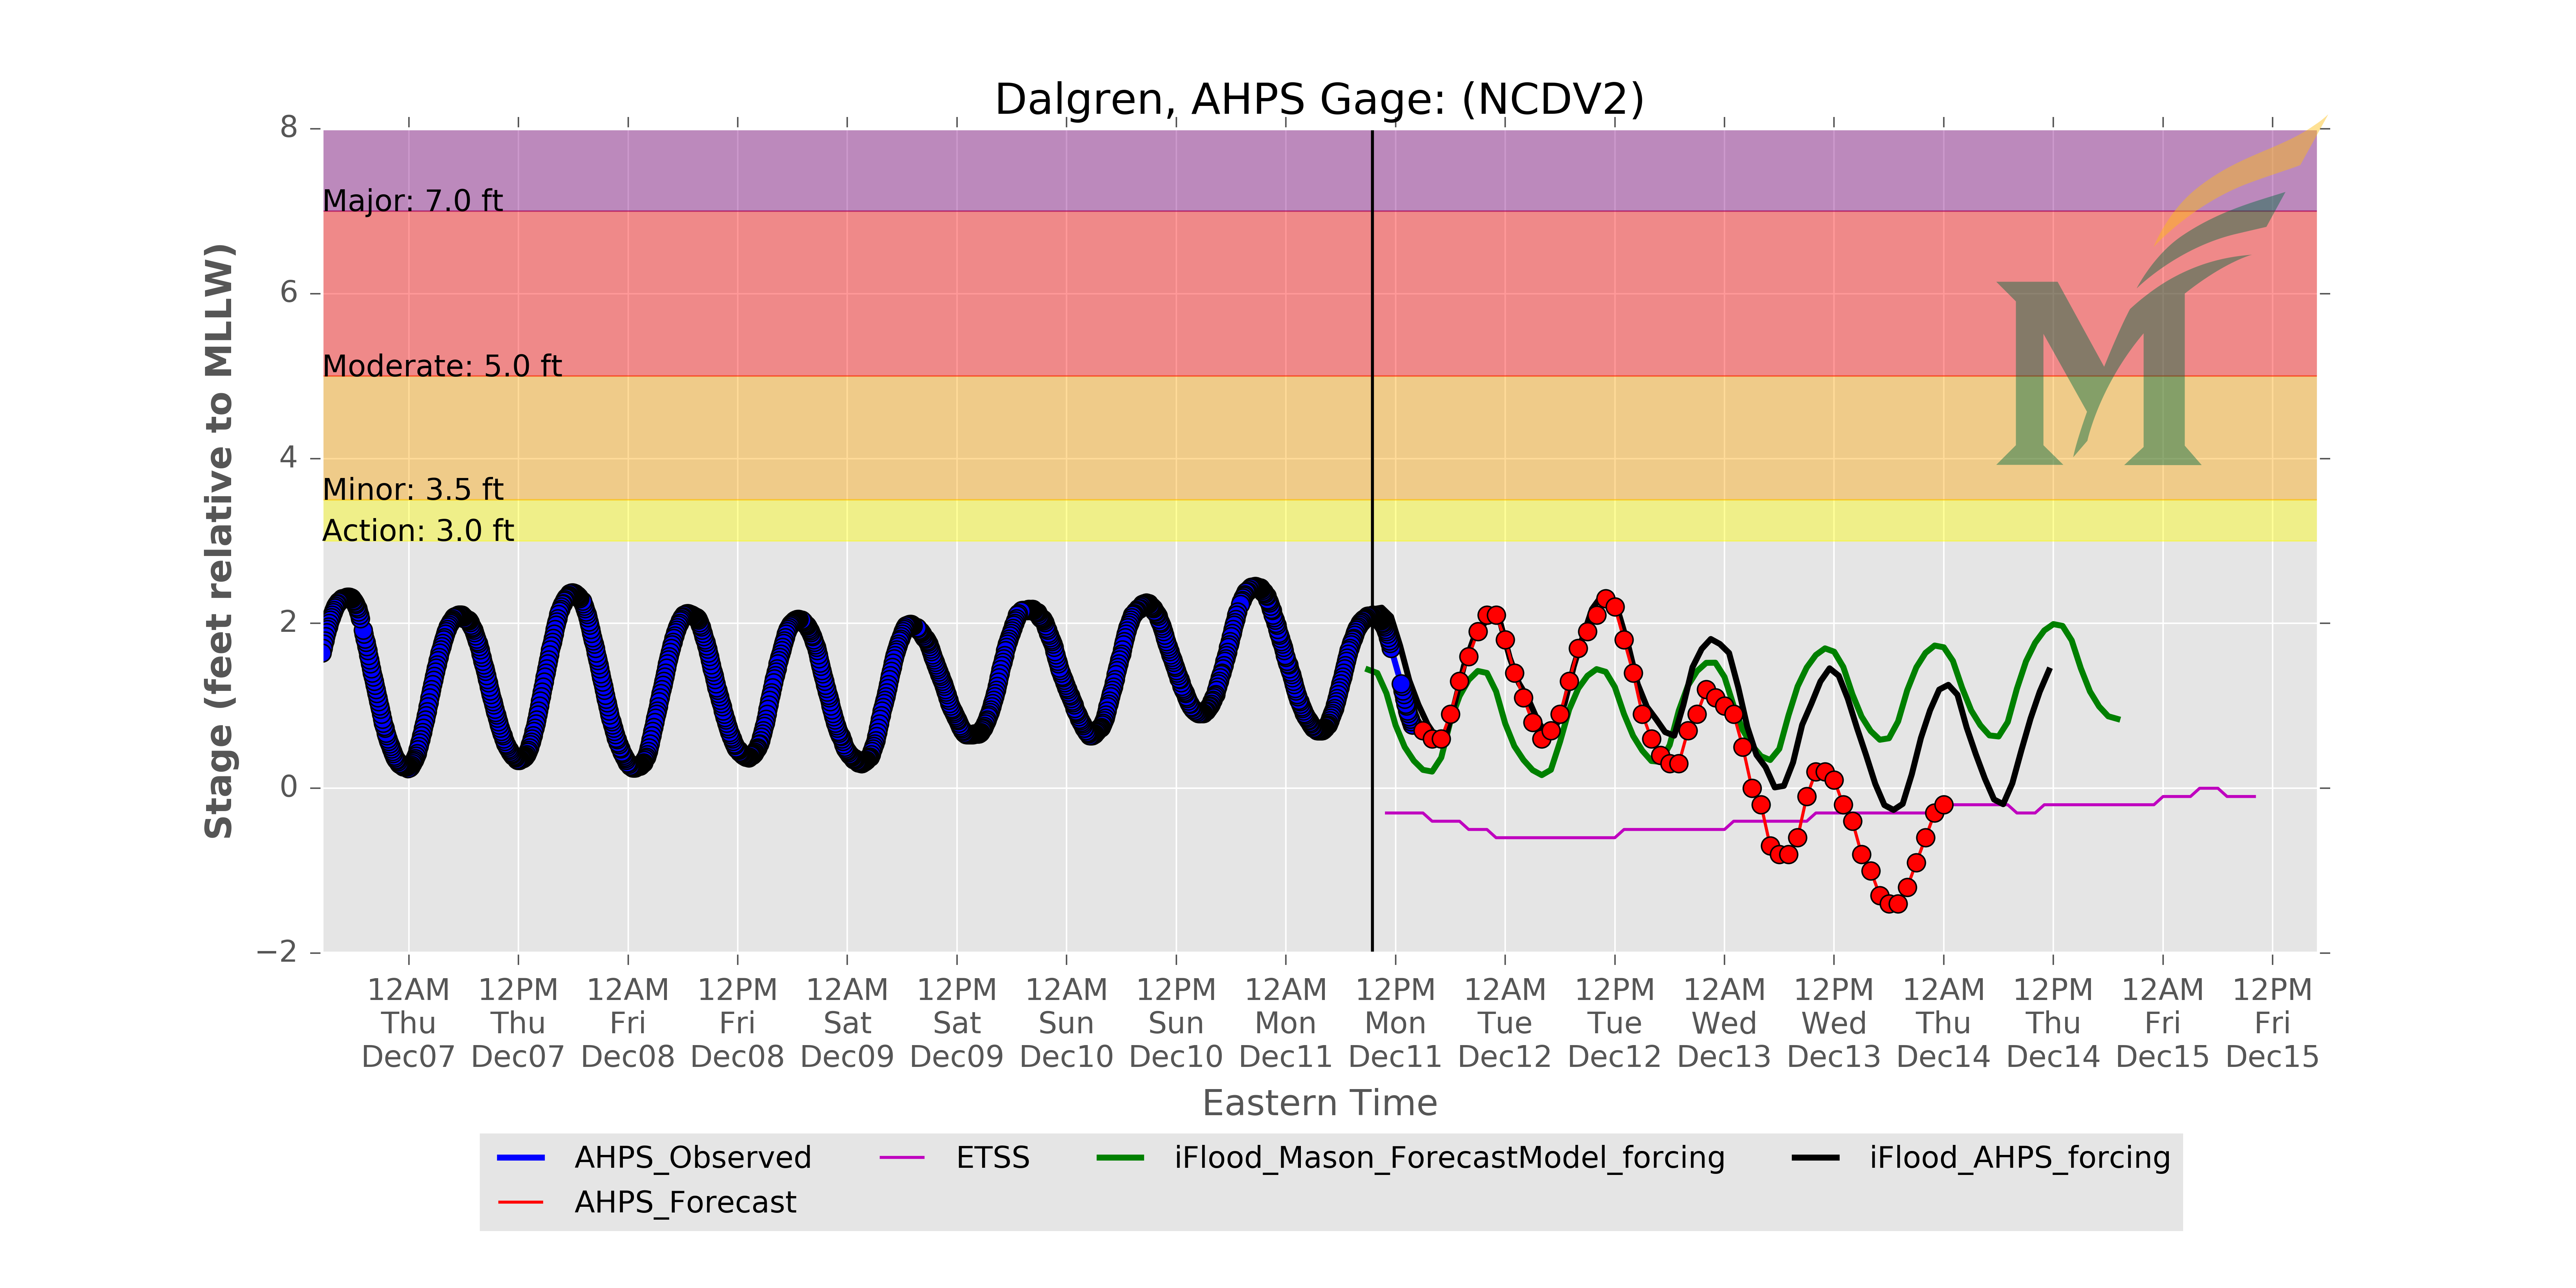 Dalgren, AHPS Gage: (NCDV2)
8
Major: 7.0 ft
6
Moderate: 5.0 ft
4
Minor: 3.5 ft
Action: 3.0 ft
2
0
−2
Stage (feet relative to MLLW)
12AM 12PM 12AM 12PM 12AM 12PM 12AM 12PM 12AM 12PM 12AM 12PM 12AM 12PM 12AM 12PM 12AM 12PM
Thu Thu Fri Fri Sat Sat Sun Sun Mon Mon Tue Tue Wed Wed Thu Thu Fri Fri
Dec07 Dec07 Dec08 Dec08 Dec09 Dec09 Dec10 Dec10 Dec11 Dec11 Dec12 Dec12 Dec13 Dec13 Dec14 Dec14 Dec15 Dec15
Eastern Time
AHPS_Observed ETSS iFlood_Mason_ForecastModel_forcing iFlood_AHPS_forcing
AHPS_Forecast
M